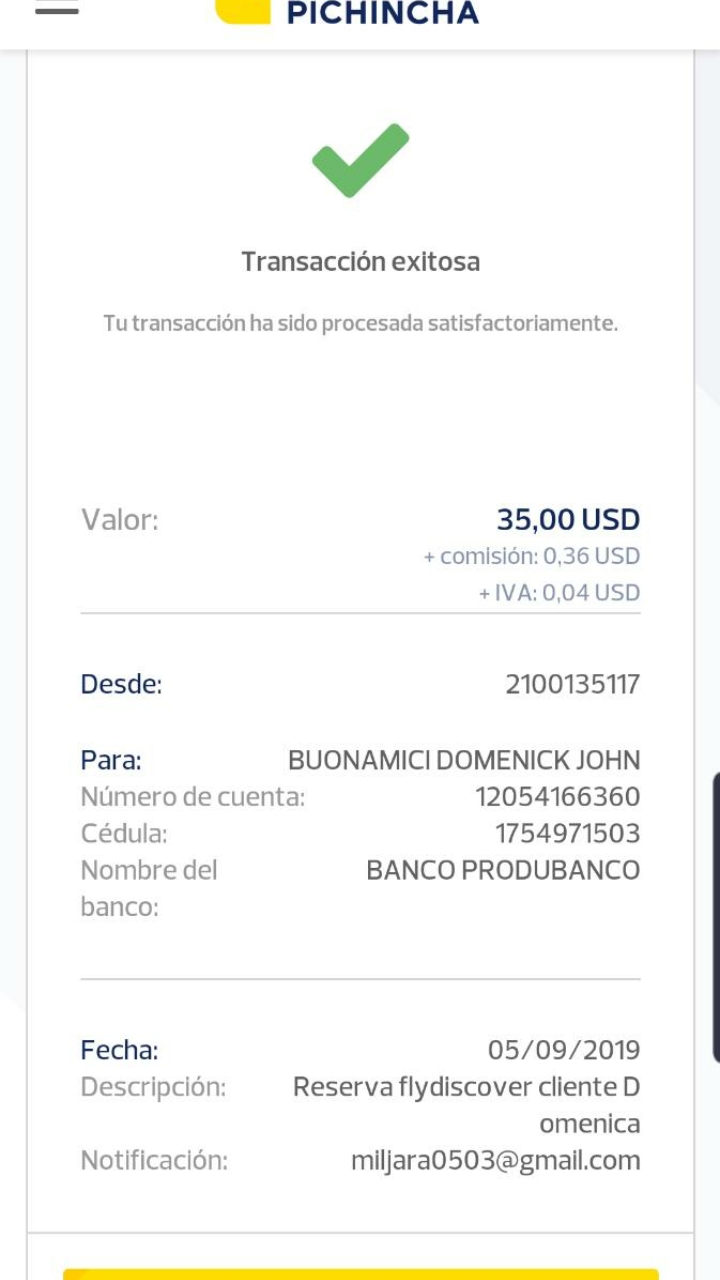 PICHINCHA
Transacción exitosa
Tu transacción ha sido procesada satisfactoriamente.
Valor: 35,00 USD
+ comisión: 0,36 USD
+ IVA: 0,04 USD
Desde: 2100135117
Para: BUONAMICI DOMENICK JOHN
Número de cuenta: 12054166360
Cédula: 1754971503
Nombre del BANCO PRODUBANCO
banco:
Fecha: 05/09/2019
Descripción: Reserva flydiscover cliente D
omenica
Notificación: miljara0503@gmail.com